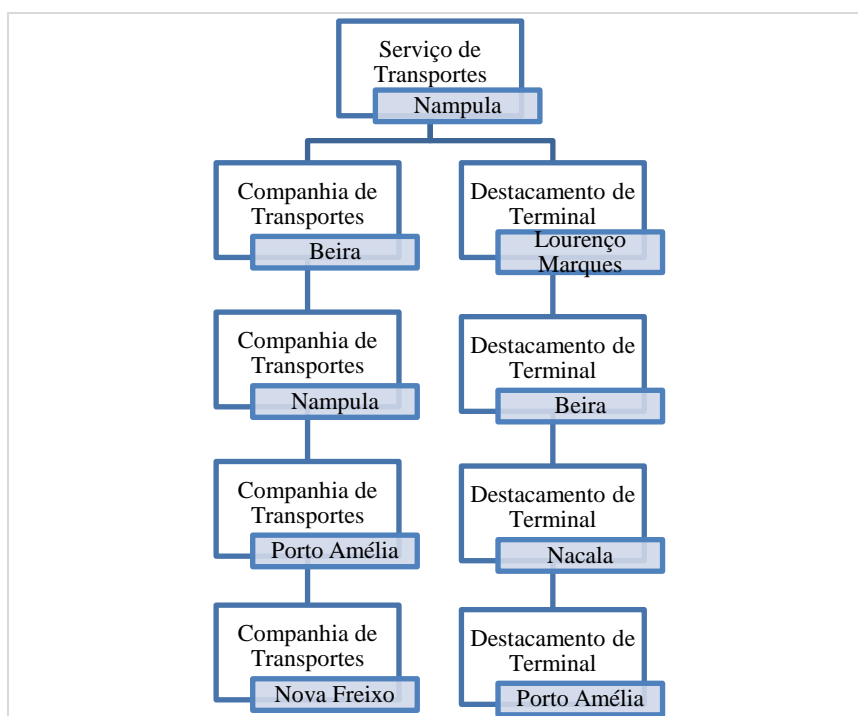 Serviço de
Transportes
Nampula
Companhia de
Transportes
Beira
Destacamento de
Terminal
Lourenço
Marques
Companhia de
Transportes
Nampula
Destacamento de
Terminal
Beira
Companhia de
Transportes
Porto Amélia
Destacamento de
Terminal
Nacala
Companhia de
Transportes
Nova Freixo
Destacamento de
Terminal
Porto Amélia